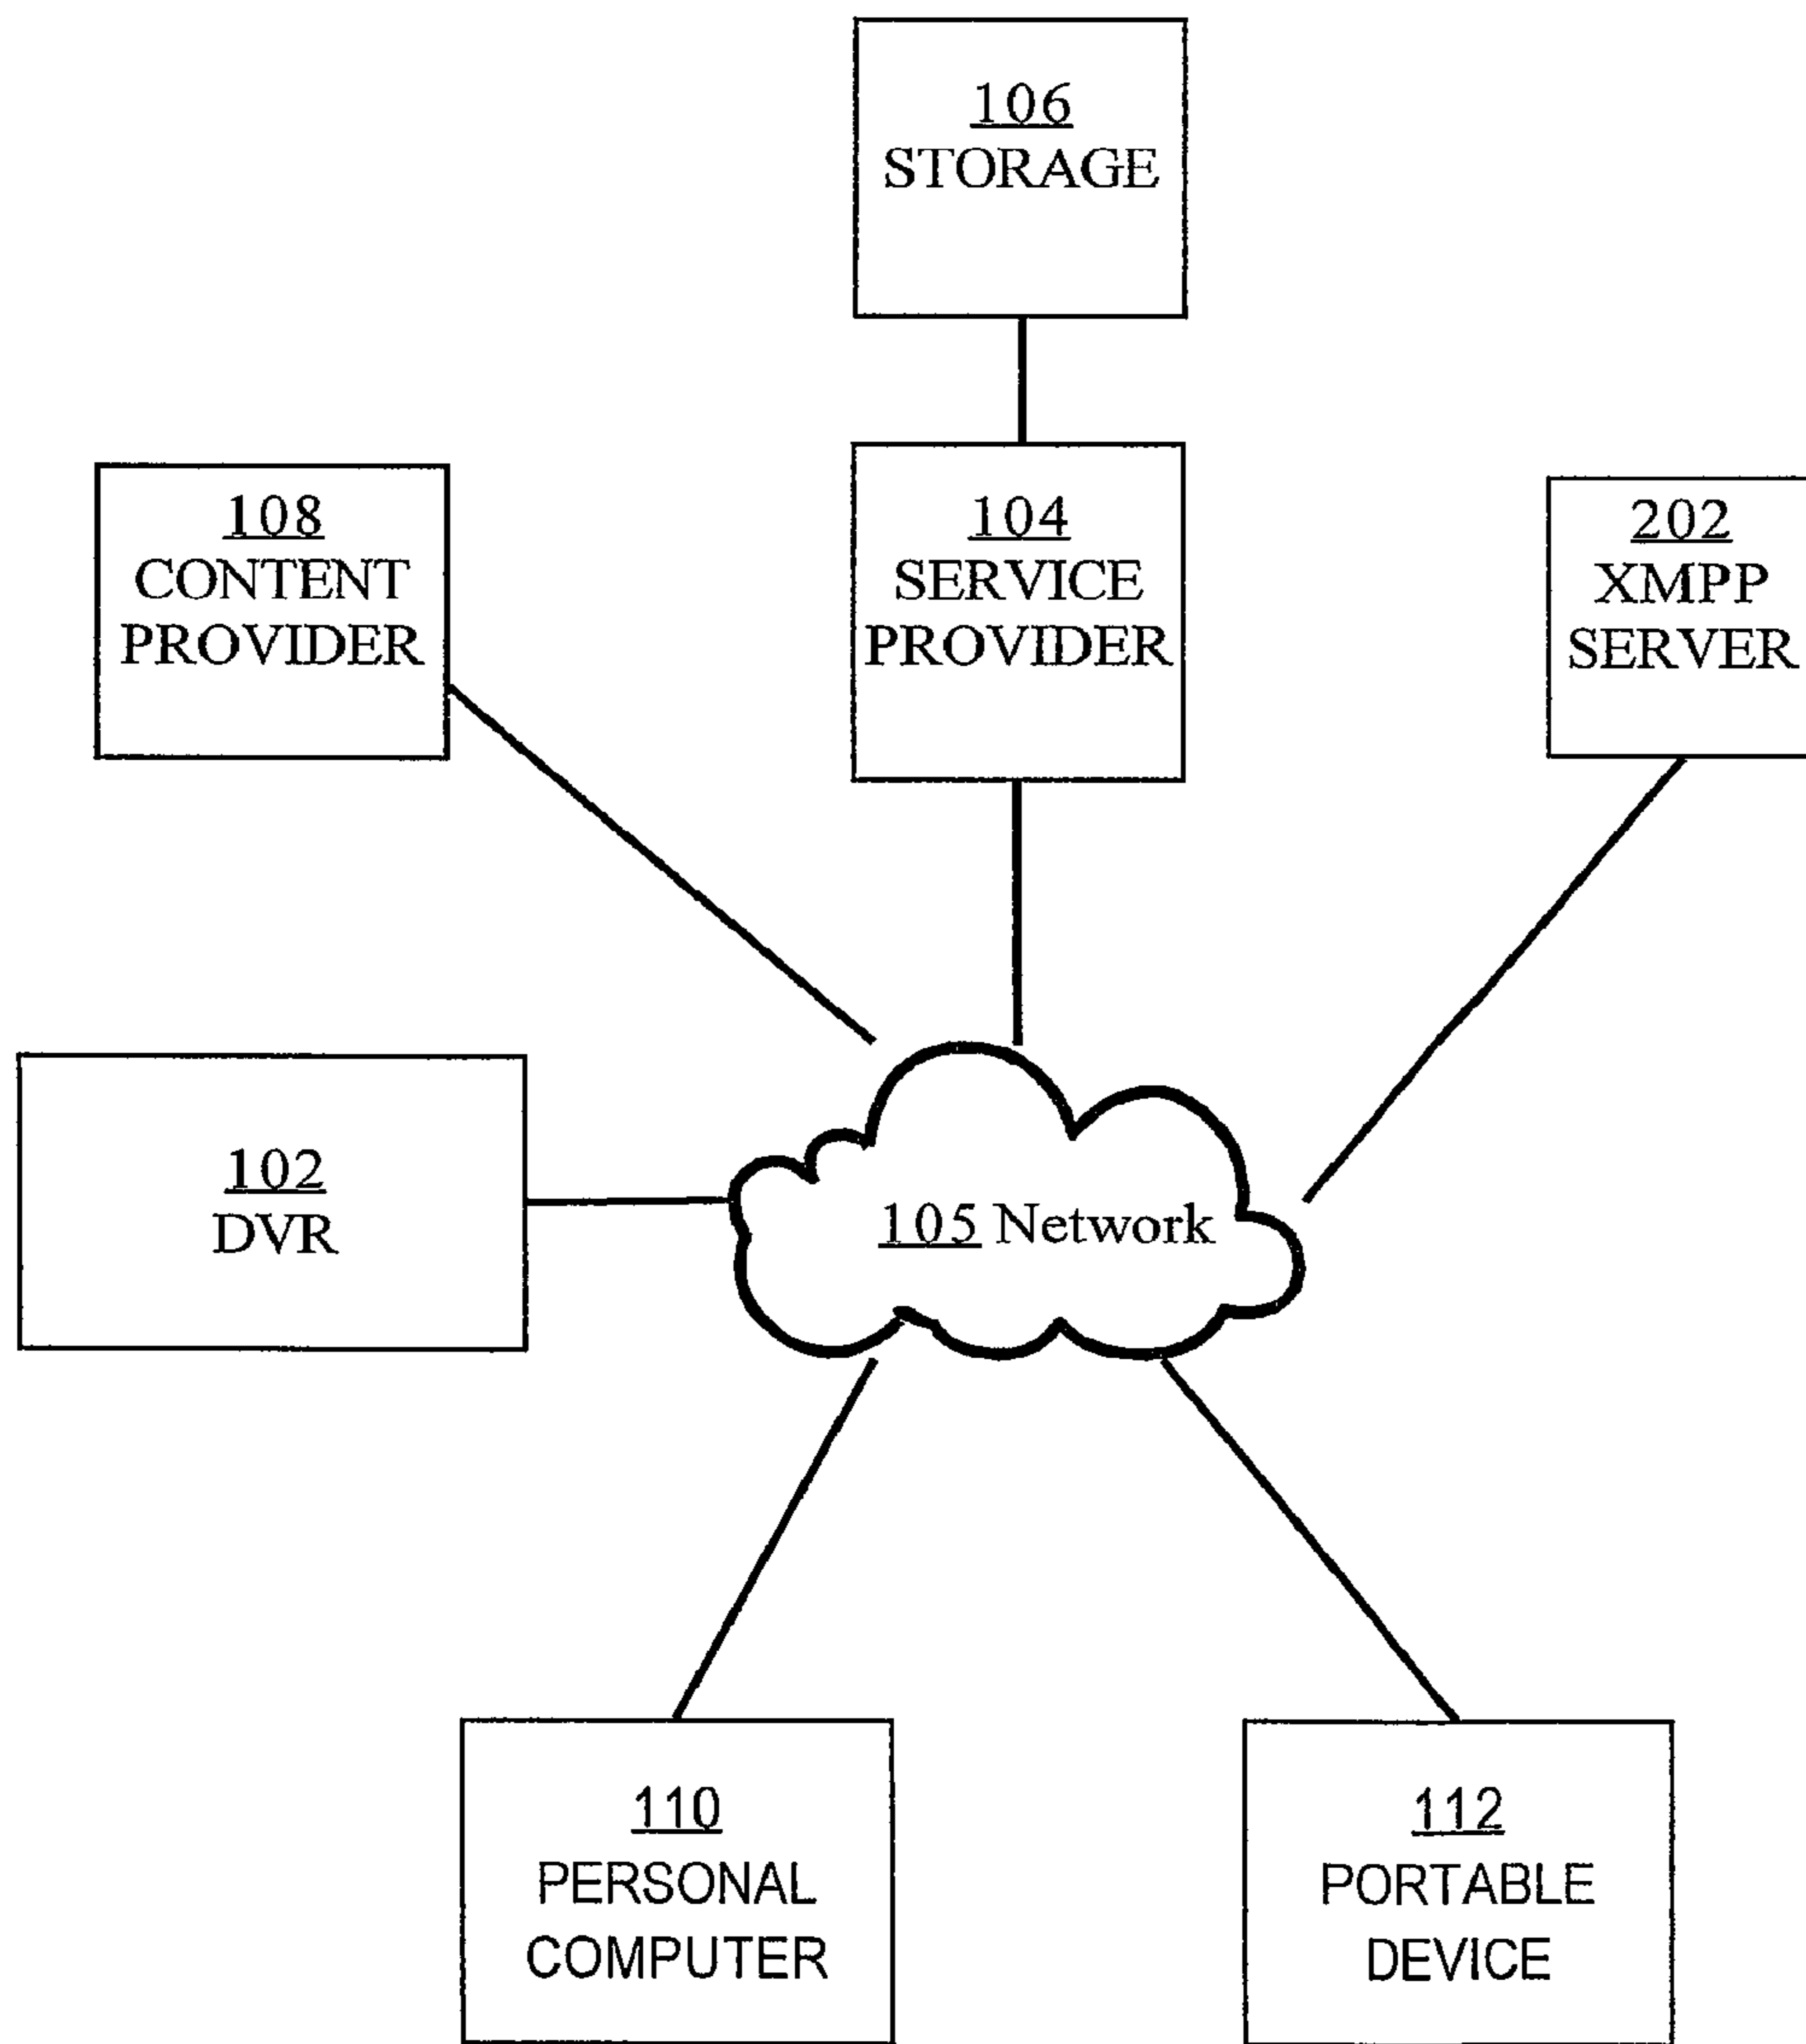 106
STORAGE
108
CONTENT
PROVIDER
104
SERVICE
PROVIDER
202
XMPP
SERVER
102
DVR
105 Network
110
PERSONAL
COMPUTER
112
PORTABLE
DEVICE